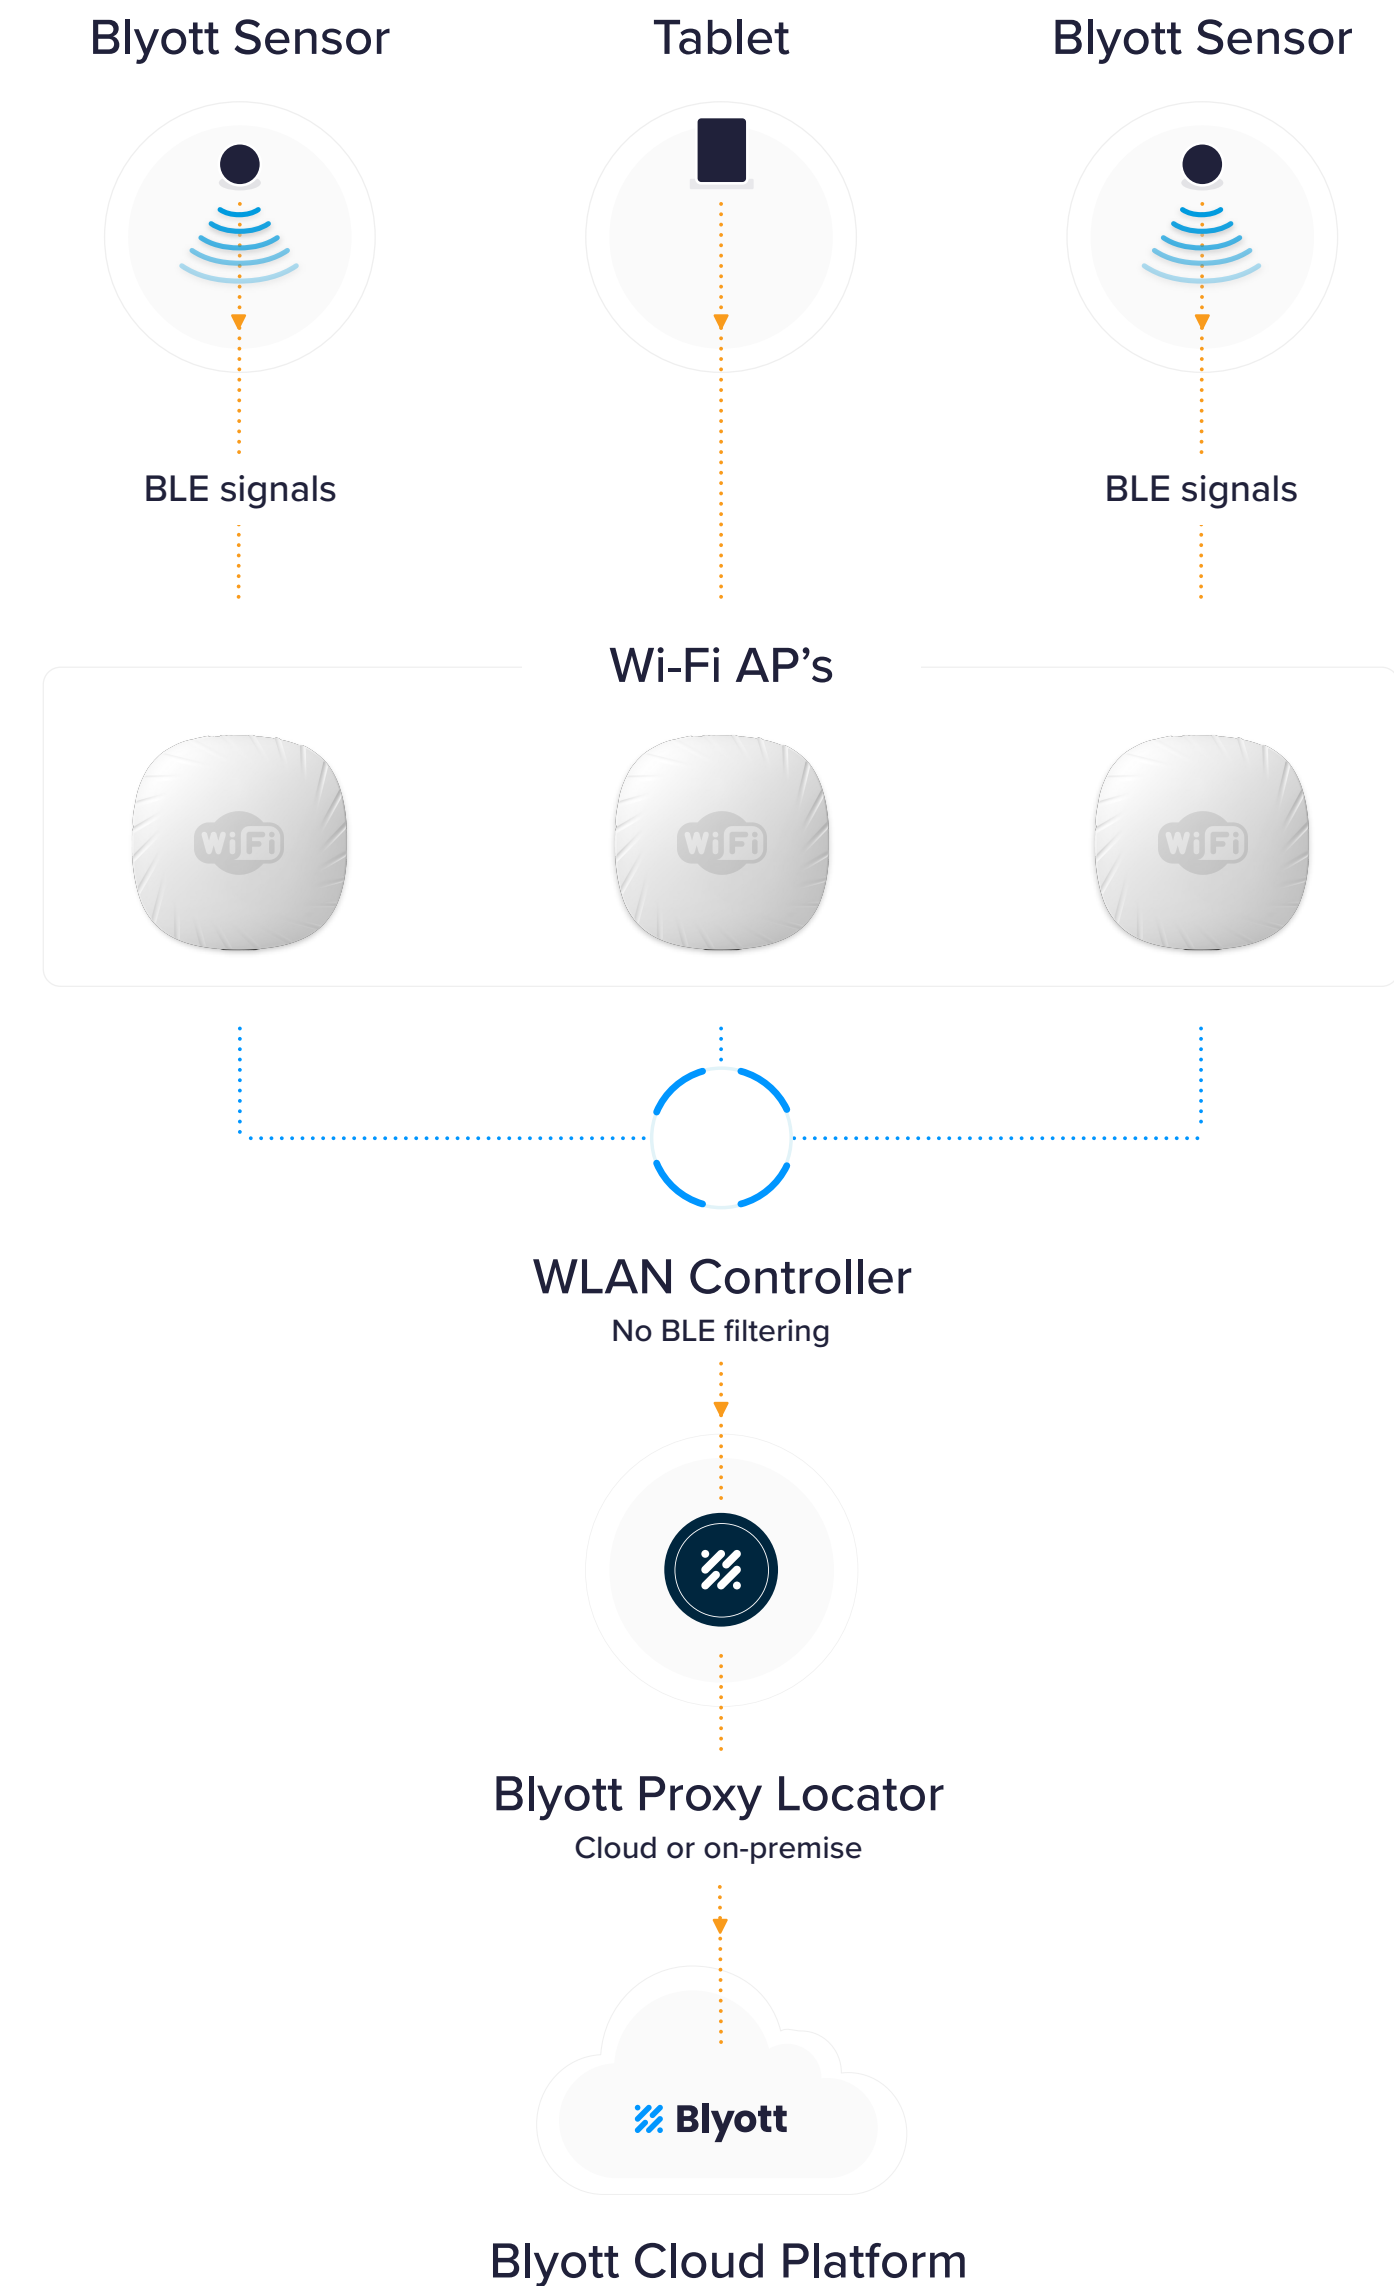 Blyott Sensor
Tablet
Blyott Sensor
BLE signals
BLE signals
Wi-Fi AP’s
WiFi
WiFi
WiFi
WLAN Controller
No BLE filtering
Blyott Proxy Locator
Cloud or on-premise
Blyott
Blyott Cloud Platform